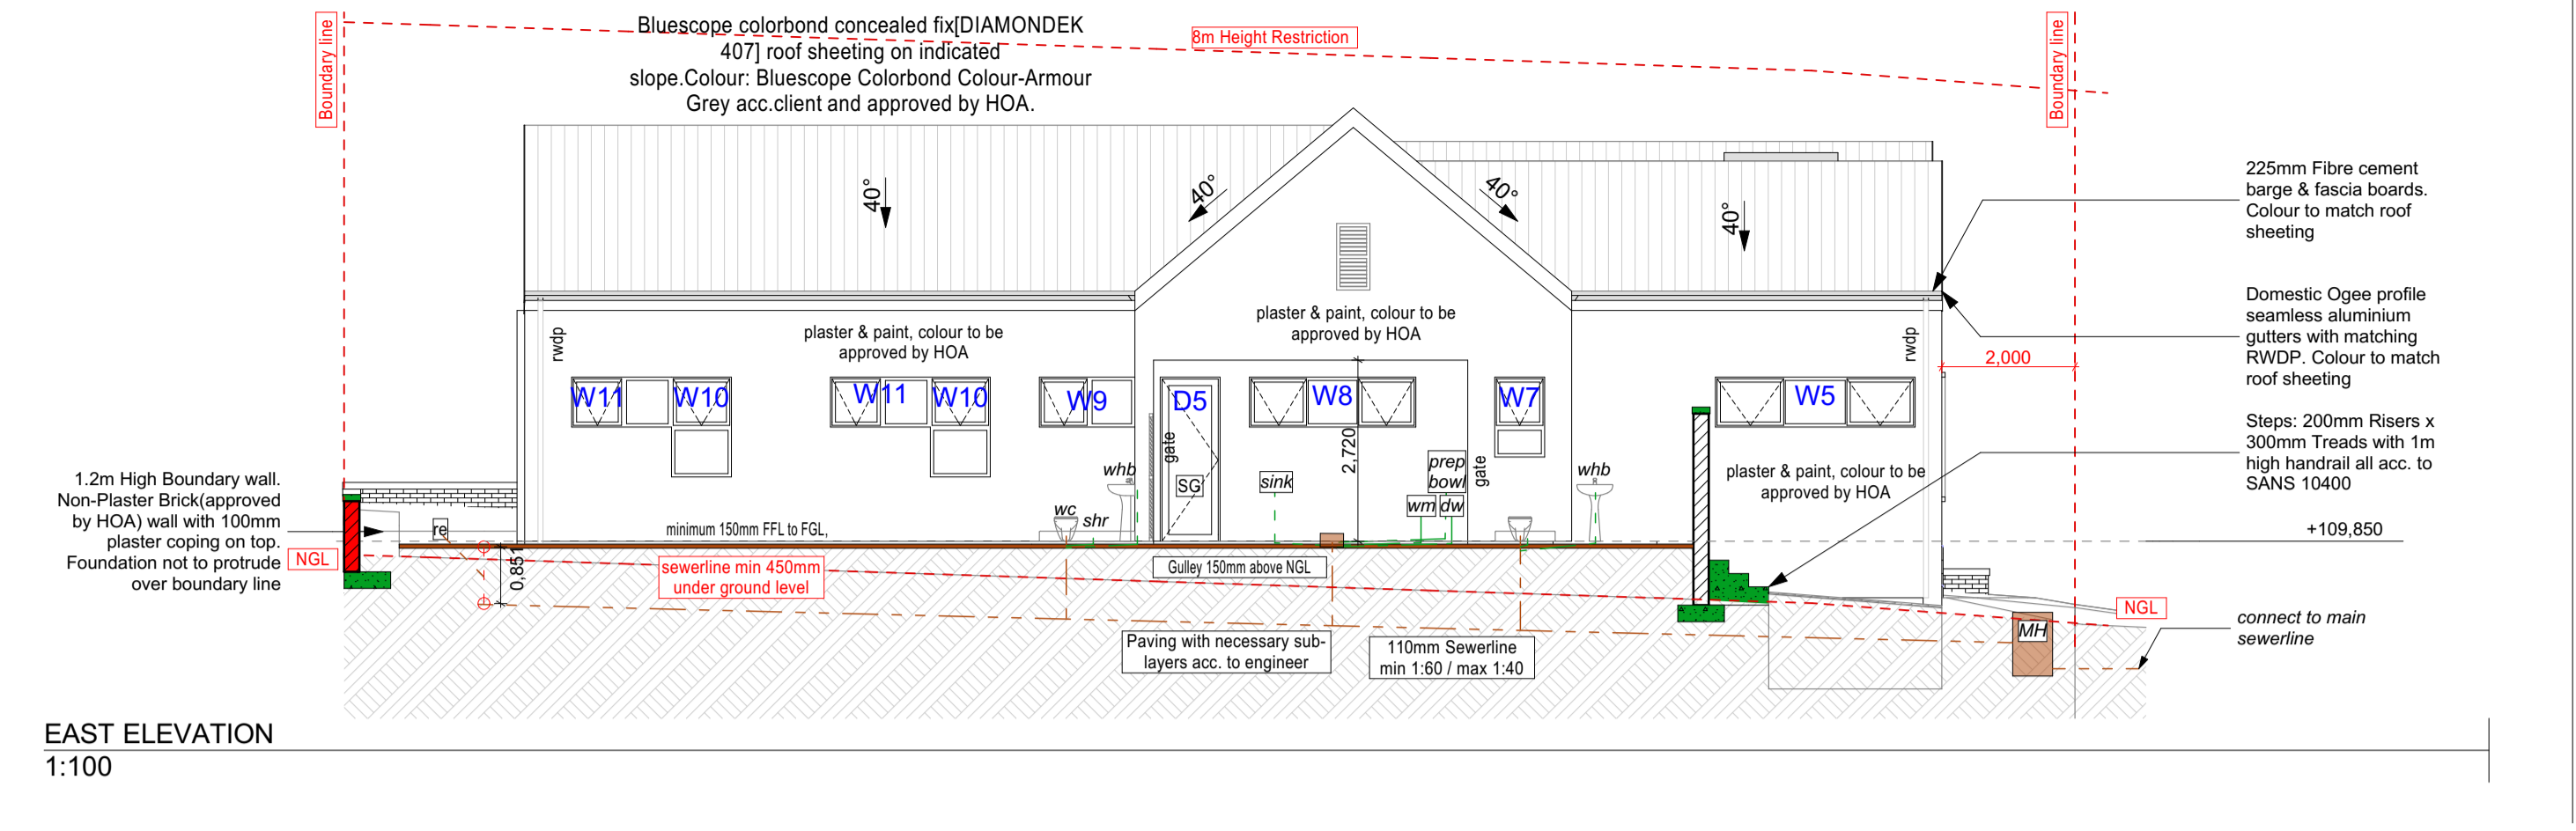 Boundary line
Bluescope colorbond concealed fix[DIAMONDEK
407] roof sheeting on indicated
slope.Colour: Bluescope Colorbond Colour-Armour
Grey acc.client and approved by HOA.
8m Height Restriction
Boundary line
40°
40°
40°
40°
225mm Fibre cement
barge & fascia boards.
Colour to match roof
sheeting
Domestic Ogee profile
seamless aluminium
gutters with matching
RWDP. Colour to match
roof sheeting
Steps: 200mm Risers x
300mm Treads with 1m
high handrail all acc. to
SANS 10400
rwdp
plaster & paint, colour to be
approved by HOA
plaster & paint, colour to be
approved by HOA
rwdp
2,000
W11
W10
W11
W10
W9
D5
W8
W7
W5
gate
SG
sink
2,720
prep
bowl
wm
dw
gate
whb
whb
wc
shr
plaster & paint, colour to be
approved by HOA
1.2m High Boundary wall.
Non-Plaster Brick(approved
by HOA) wall with 100mm
plaster coping on top.
Foundation not to protrude
over boundary line
re
minimum 150mm FFL to FGL,
+109,850
NGL
0,851
sewerline min 450mm
under ground level
Gulley 150mm above NGL
Paving with necessary sub-
layers acc. to engineer
110mm Sewerline
min 1:60 / max 1:40
NGL
MH
connect to main
sewerline
EAST ELEVATION
1:100